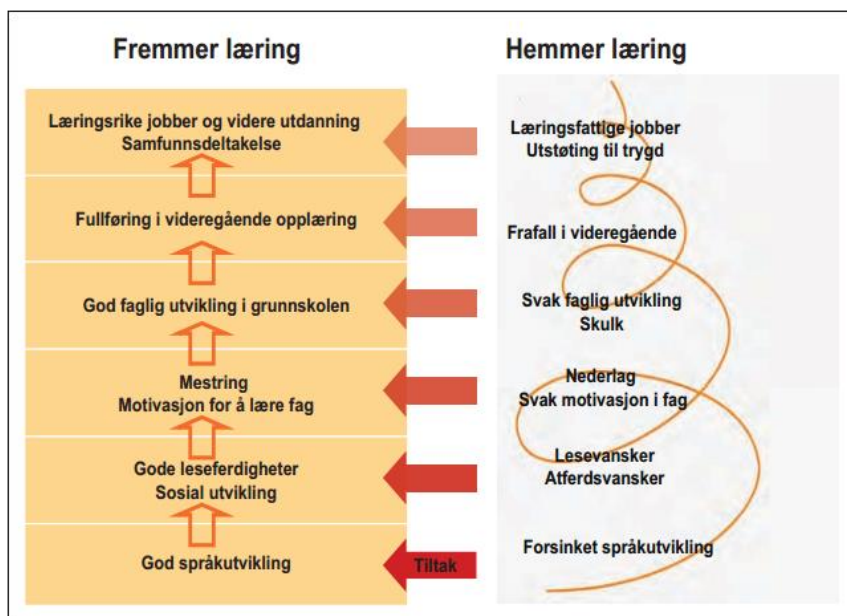 Fremmer læring
Læringsrike jobber og videre utdanning
Samfunnsdeltakelse
Fullføring i videregående opplæring
God faglig utvikling i grunnskolen
Mestring
Motivasjon for å lære fag
Gode leseferdigheter
Sosial utvikling
God språkutvikling
Tiltak
Hemmer læring
Læringsfattige jobber
Utstøting til trygd
Frafall i videregående
Svak faglig utvikling
Skulk
Nederlag
Svak motivasjon i fag
Lesevansker
Atferdsvansker
Forsinket språkutvikling